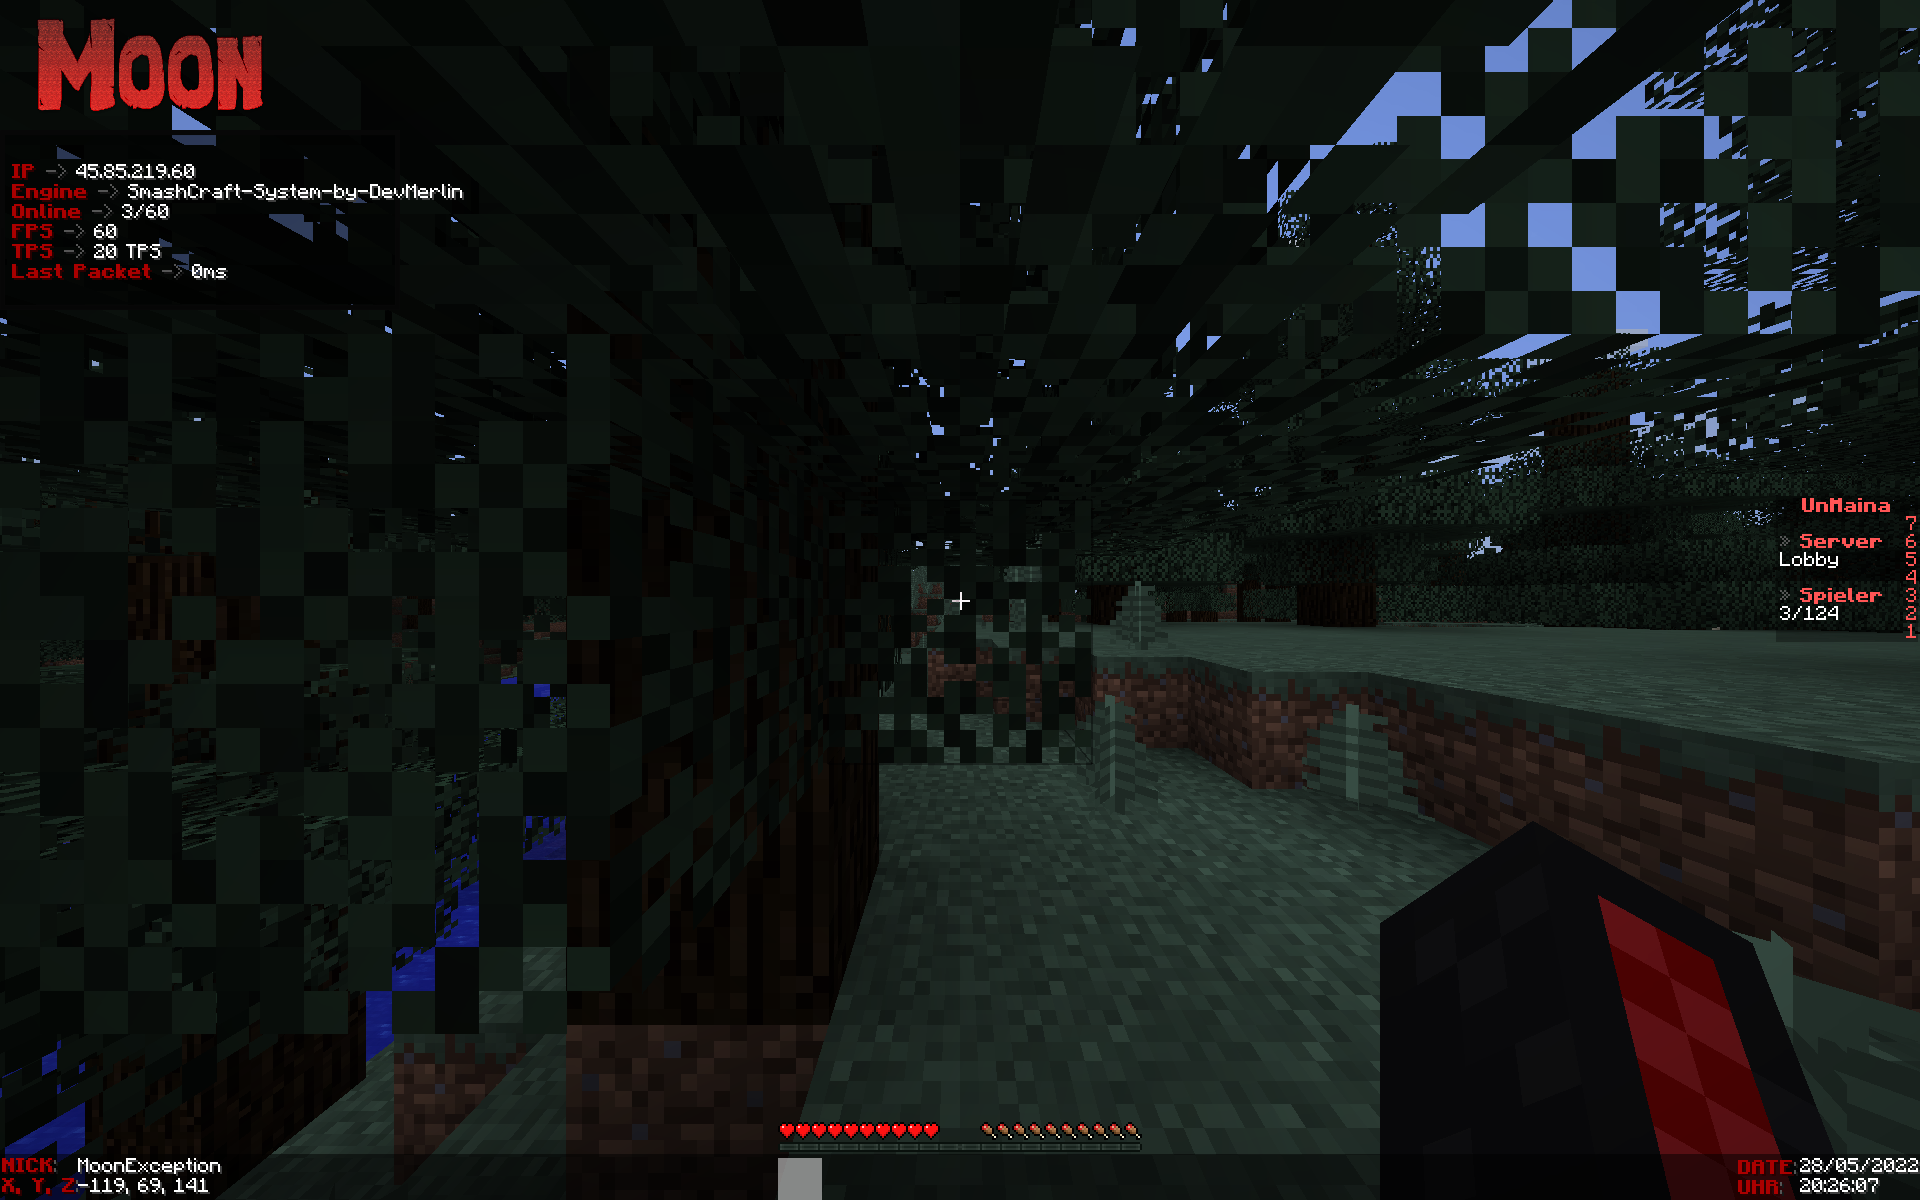 Moon
IP -> 45.85.219.60
Engine -> SmashCraft-System-by-DevMerlin
Online -> 3/60
FPS -> 60
TPS -> 20 TPS
Last Packet -> 0ms
UnMaina
7
» Server 6
Lobby 5
4
» Spieler 3
3/124 2
1
NICK: MoonException
X, Y, Z:-119, 69, 141
DATE: 28/05/2022
UHR: 20:26:07